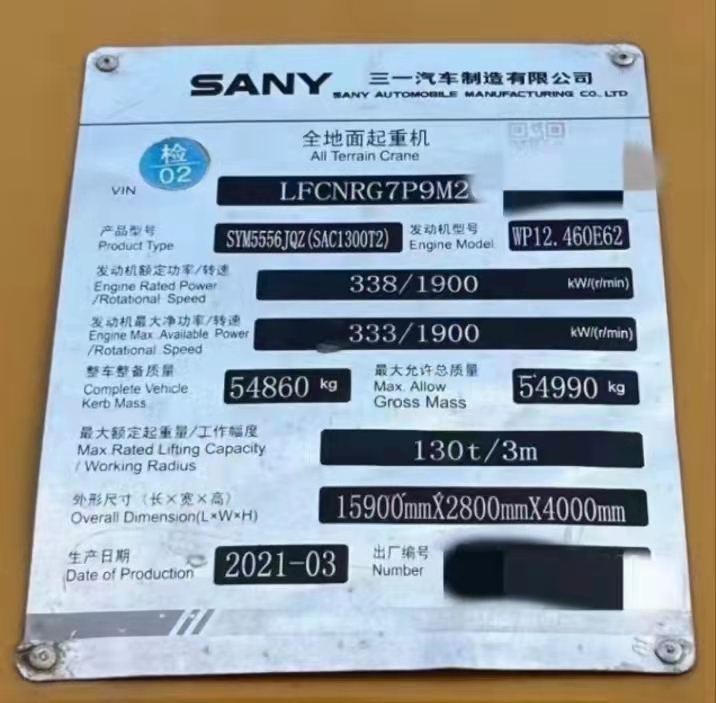 SANY 三一汽车制造有限公司
SANY AUTOMOBILE MANUFACTURING CO.,LTD
全地面起重机
All Terrain Crane
检
02
VIN LFCNRG7P9M2
产品型号
Product Type
SYM5556JQZ(SAC1300T2)
发动机型号
Engine Model
WP12.460E62
发动机额定功率/转速
Engine Rated Power
/Rotational Speed
338/1900 kW/(r/min)
发动机最大净功率/转速
Engine Max Available Power
/Rotational Speed
333/1900 kW/(r/min)
整车整备质量
Complete Vehicle
Kerb Mass
54860 kg
最大允许总质量
Max. Allow
Gross Mass
54990 kg
最大额定起重量/工作幅度
Max.Rated Lifting Capacity
/ Working Radius
130t/3m
外形尺寸(长×宽×高)
Overall Dimension(L×W×H)
15900mmX2800mmX4000mm
生产日期
Date of Production
2021-03
出厂编号
Number